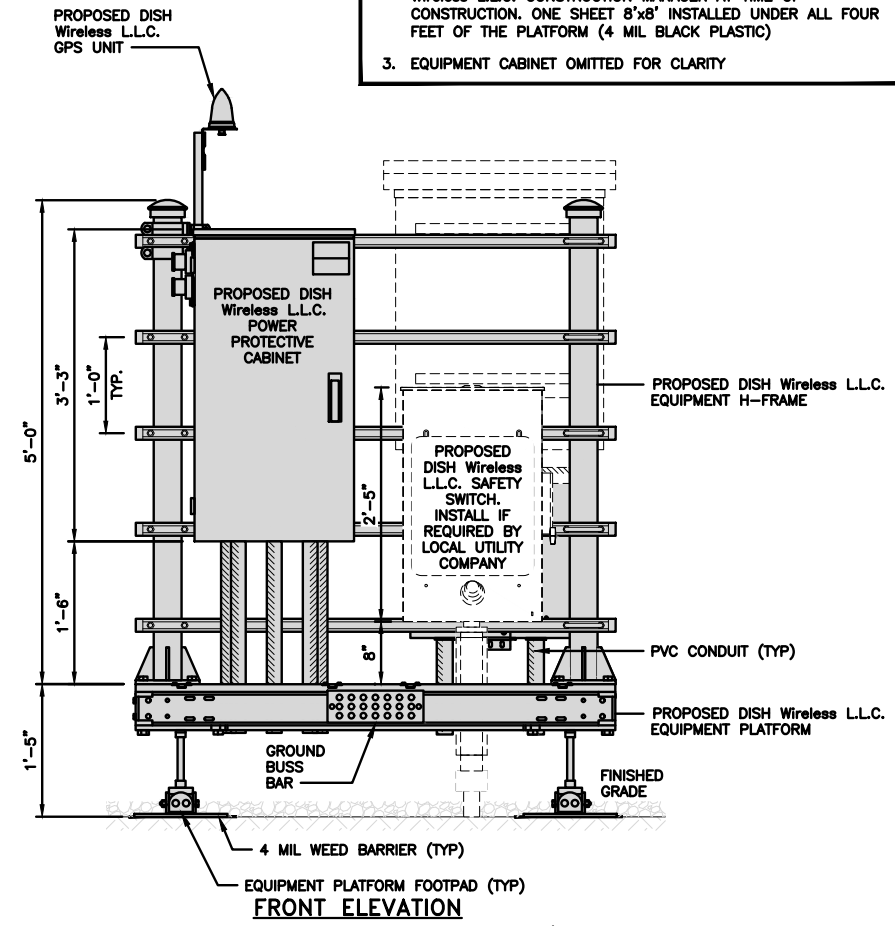 CONSTRUCTION. ONE SHEET 8'x8' INSTALLED UNDER ALL FOUR
FEET OF THE PLATFORM (4 MIL BLACK PLASTIC)
3. EQUIPMENT CABINET OMITTED FOR CLARITY
PROPOSED DISH
Wireless L.L.C.
GPS UNIT
PROPOSED DISH
Wireless L.L.C.
POWER
PROTECTIVE
CABINET
5'-0"
3'-3"
1'-0"
TYP.
1'-6"
1'-5"
2'-5"
8"
PROPOSED
DISH Wireless
L.L.C. SAFETY
SWITCH.
INSTALL IF
REQUIRED BY
LOCAL UTILITY
COMPANY
PROPOSED DISH Wireless L.L.C.
EQUIPMENT H-FRAME
PVC CONDUIT (TYP)
PROPOSED DISH Wireless L.L.C.
EQUIPMENT PLATFORM
GROUND
BUSS
BAR
FINISHED
GRADE
4 MIL WEED BARRIER (TYP)
EQUIPMENT PLATFORM FOOTPAD (TYP)
FRONT ELEVATION